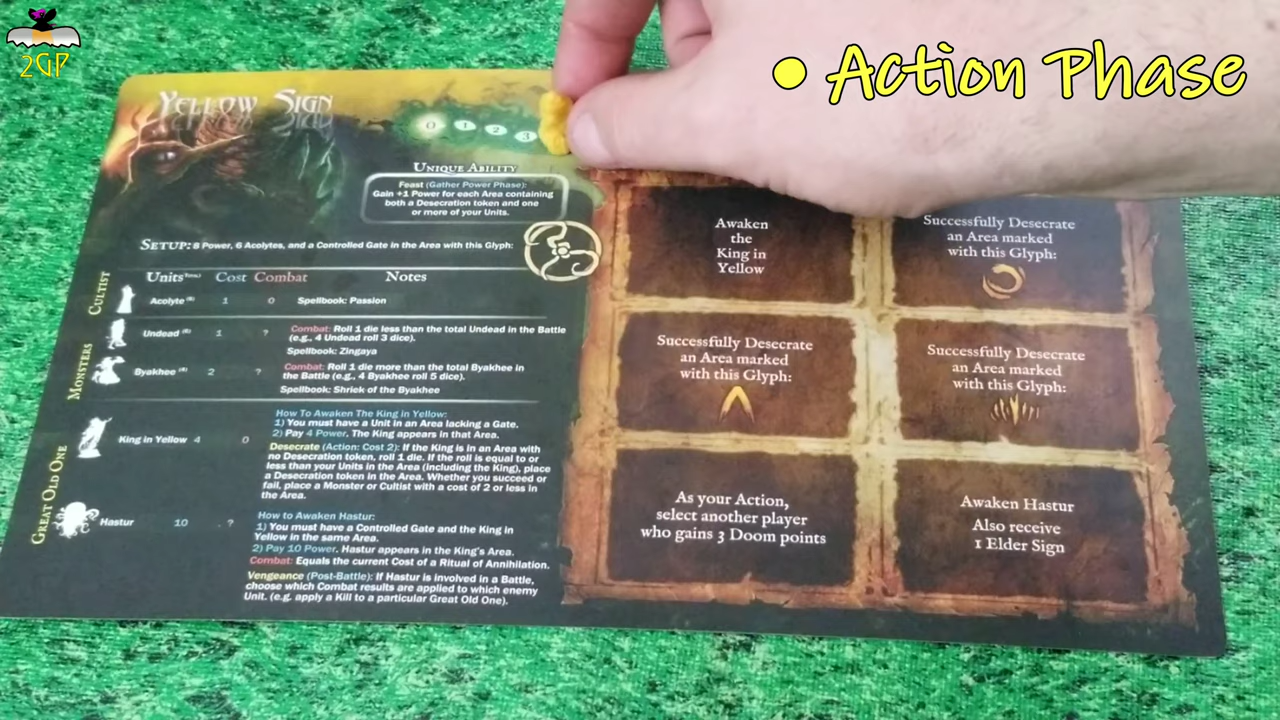 2GP
• Action Phase
Yellow Sign
0 1 2 3
Unique Ability
Feast (Gather Power Phase):
Gain +1 Power for each Area containing
both a Desecration token and one
or more of your Units.
Setup: 8 Power, 6 Acolytes, and a Controlled Gate in the Area with this Glyph:
Units (Total) Cost Combat Notes
Cultist
Acolyte (6) 1 0 Spellbook: Passion
Monsters
Undead (6) 1 ? Combat: Roll 1 die less than the total Undead in the Battle
(e.g., 4 Undead roll 3 dice).
Spellbook: Zingaya
Byakhee (4) 2 ? Combat: Roll 1 die more than the total Byakhee in
the Battle (e.g., 4 Byakhee roll 5 dice).
Spellbook: Shriek of the Byakhee
Great Old One
King in Yellow 4 0
How To Awaken The King in Yellow:
1) You must have a Unit in an Area lacking a Gate.
2) Pay 4 Power. The King appears in that Area.
Desecrate (Action: Cost 2): If the King is in an Area with
no Desecration token, roll 1 die. If the roll is equal to or
less than your Units in the Area (including the King), place
a Desecration token in the Area. Whether you succeed or
fail, place a Monster or Cultist with a cost of 2 or less in
the Area.
Hastur 10 ?
How to Awaken Hastur:
1) You must have a Controlled Gate and the King in
Yellow in the same Area.
2) Pay 10 Power. Hastur appears in the King's Area.
Combat: Equals the current Cost of a Ritual of Annihilation.
Vengeance (Post-Battle): If Hastur is involved in a Battle,
choose which Combat results are applied to which enemy
Unit. (e.g. apply a Kill to a particular Great Old One).
Awaken
the
King in
Yellow
Successfully Desecrate
an Area marked
with this Glyph:
Successfully Desecrate
an Area marked
with this Glyph:
Successfully Desecrate
an Area marked
with this Glyph:
As your Action,
select another player
who gains 3 Doom points
Awaken Hastur
Also receive
1 Elder Sign